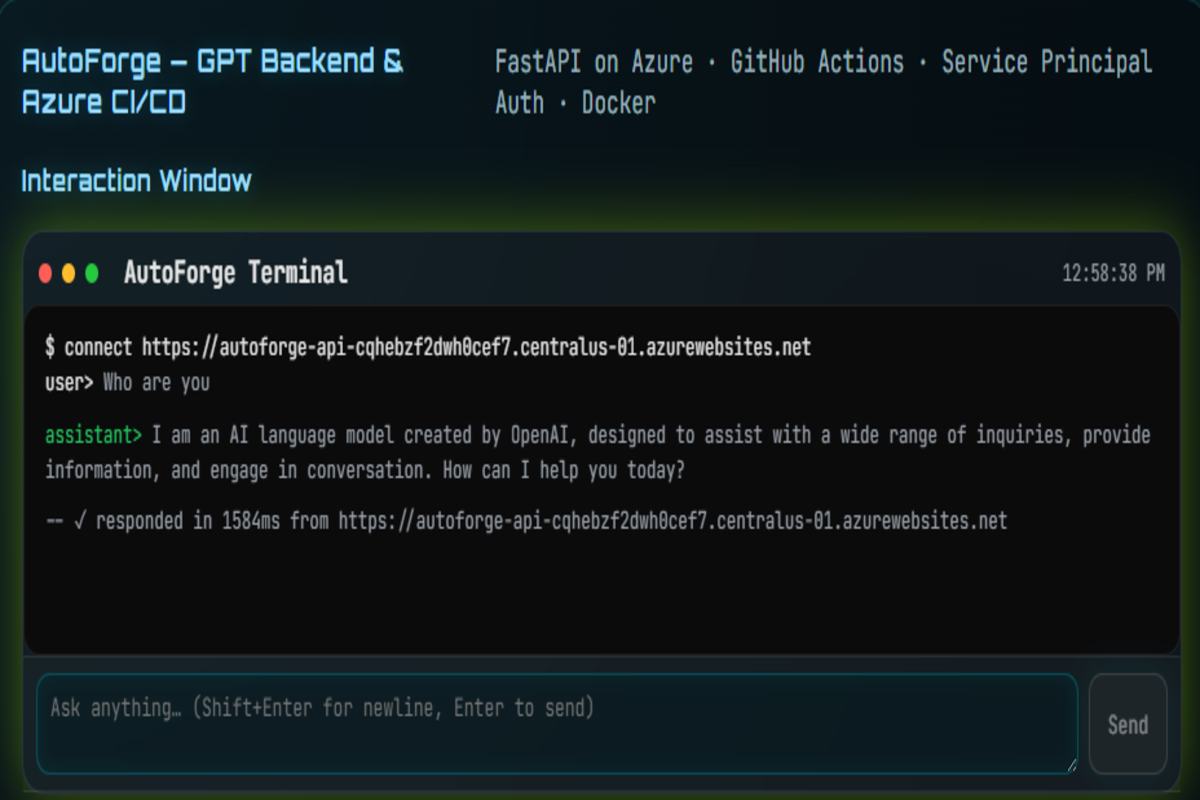 AutoForge – GPT Backend &
Azure CI/CD
FastAPI on Azure · GitHub Actions · Service Principal
Auth · Docker
Interaction Window
AutoForge Terminal
12:58:38 PM
$ connect https://autoforge-api-cqhebzf2dwh0cef7.centralus-01.azurewebsites.net
user> Who are you
assistant> I am an AI language model created by OpenAI, designed to assist with a wide range of inquiries, provide
information, and engage in conversation. How can I help you today?
-- √ responded in 1584ms from https://autoforge-api-cqhebzf2dwh0cef7.centralus-01.azurewebsites.net
Ask anything… (Shift+Enter for newline, Enter to send)
Send